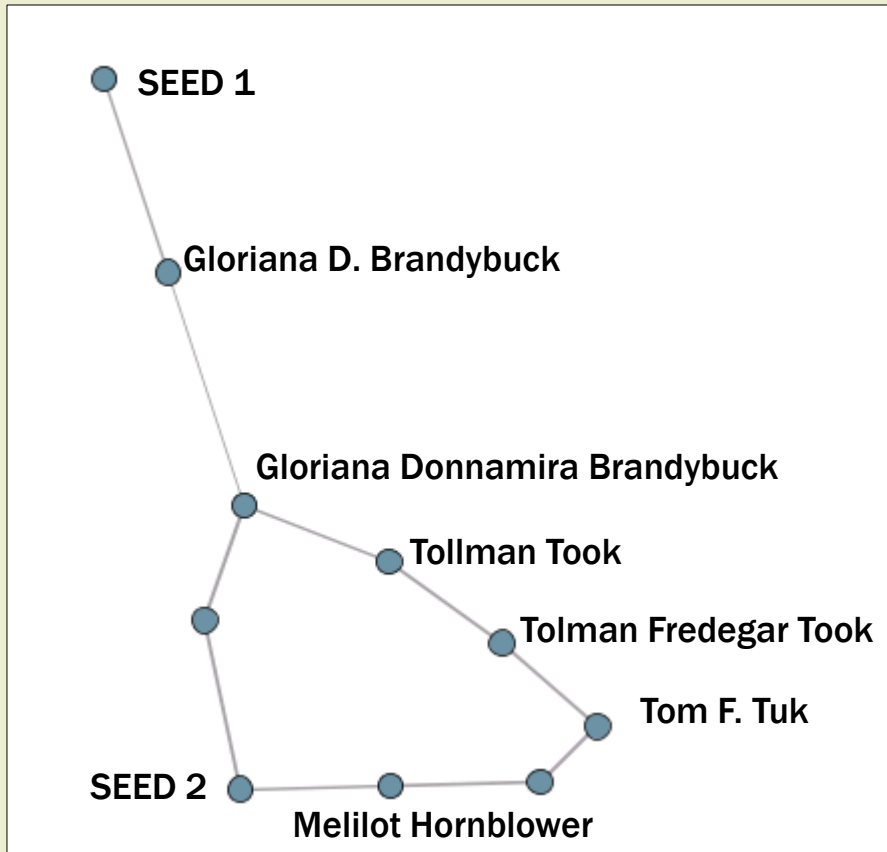 SEED 1
Gloriana D. Brandybuck
Gloriana Donnamira Brandybuck
Tollman Took
Tolman Fredegar Took
Tom F. Tuk
SEED 2
Melilot Hornblower